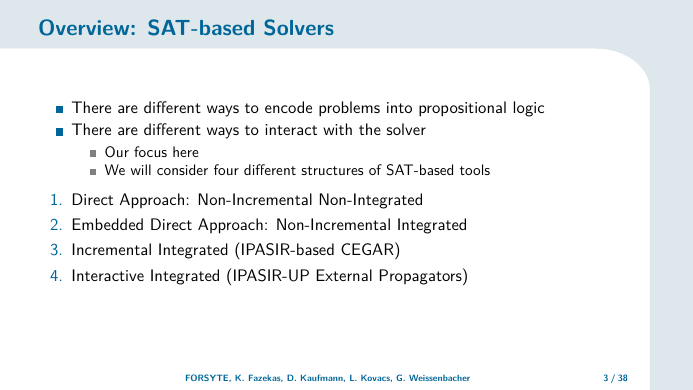 Overview: SAT-based Solvers
There are different ways to encode problems into propositional logic
There are different ways to interact with the solver
Our focus here
We will consider four different structures of SAT-based tools
1. Direct Approach: Non-Incremental Non-Integrated
2. Embedded Direct Approach: Non-Incremental Integrated
3. Incremental Integrated (IPASIR-based CEGAR)
4. Interactive Integrated (IPASIR-UP External Propagators)
FORSYTE, K. Fazekas, D. Kaufmann, L. Kovacs, G. Weissenbacher
3 / 38